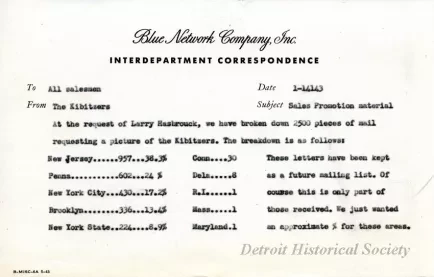 Blue Network Company, Inc.
INTERDEPARTMENT CORRESPONDENCE
To All salesmen Date 1-14143
From The Kibitzers Subject Sales Promotion material
At the request of Larry Hasbrouck, we have broken down 2500 pieces of mail
requesting a picture of the Kibitzers. The breakdown is as follows:
New Jersey......957...38.3% Conn....30 These letters have been kept
Penna...........602...24 % Dela....8 as a future mailing list. Of
New York City...430...17.2% R.I.....1 course this is only part of
Brooklyn........336...13.4% Mass....1 those received. We just wanted
New York State..224...8.9% Maryland.1 an approximate % for these areas.
Detroit Historical Society